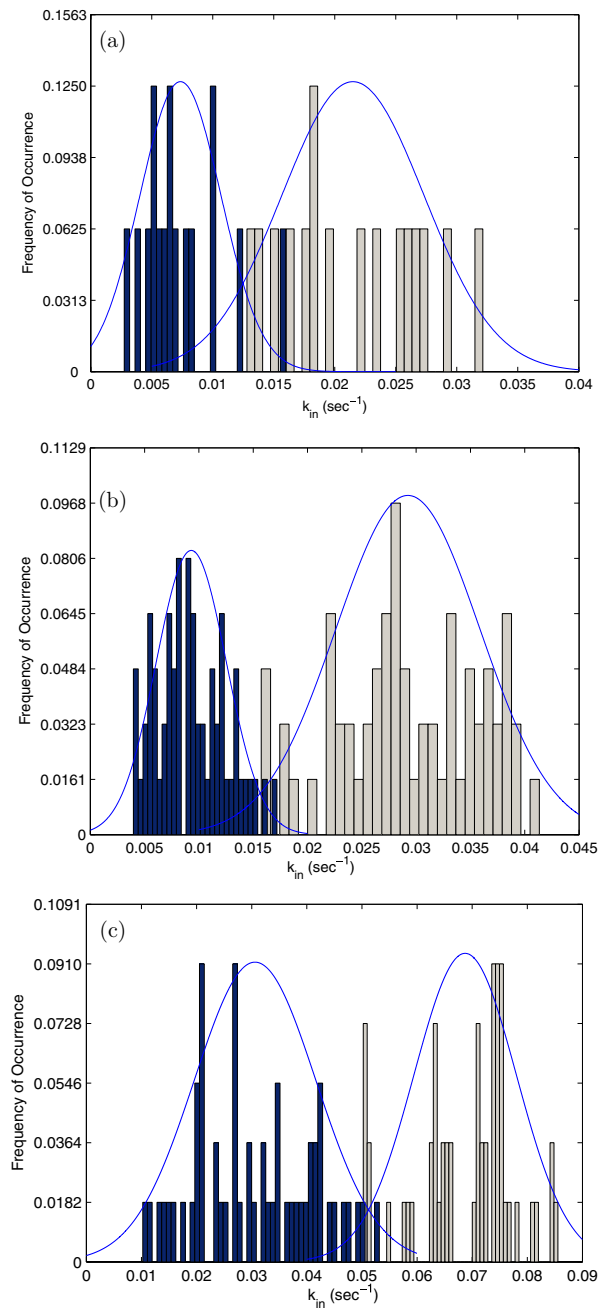 (a)
0.1563
0.1250
0.0938
0.0625
0.0313
0
Frequency of Occurrence
0 0.005 0.01 0.015 0.02 0.025 0.03 0.035 0.04
k_in (sec⁻¹)
(b)
0.1129
0.0968
0.0806
0.0645
0.0484
0.0323
0.0161
0
Frequency of Occurrence
0 0.005 0.01 0.015 0.02 0.025 0.03 0.035 0.04 0.045
k_in (sec⁻¹)
(c)
0.1091
0.0910
0.0728
0.0546
0.0364
0.0182
0
Frequency of Occurrence
0 0.01 0.02 0.03 0.04 0.05 0.06 0.07 0.08 0.09
k_in (sec⁻¹)